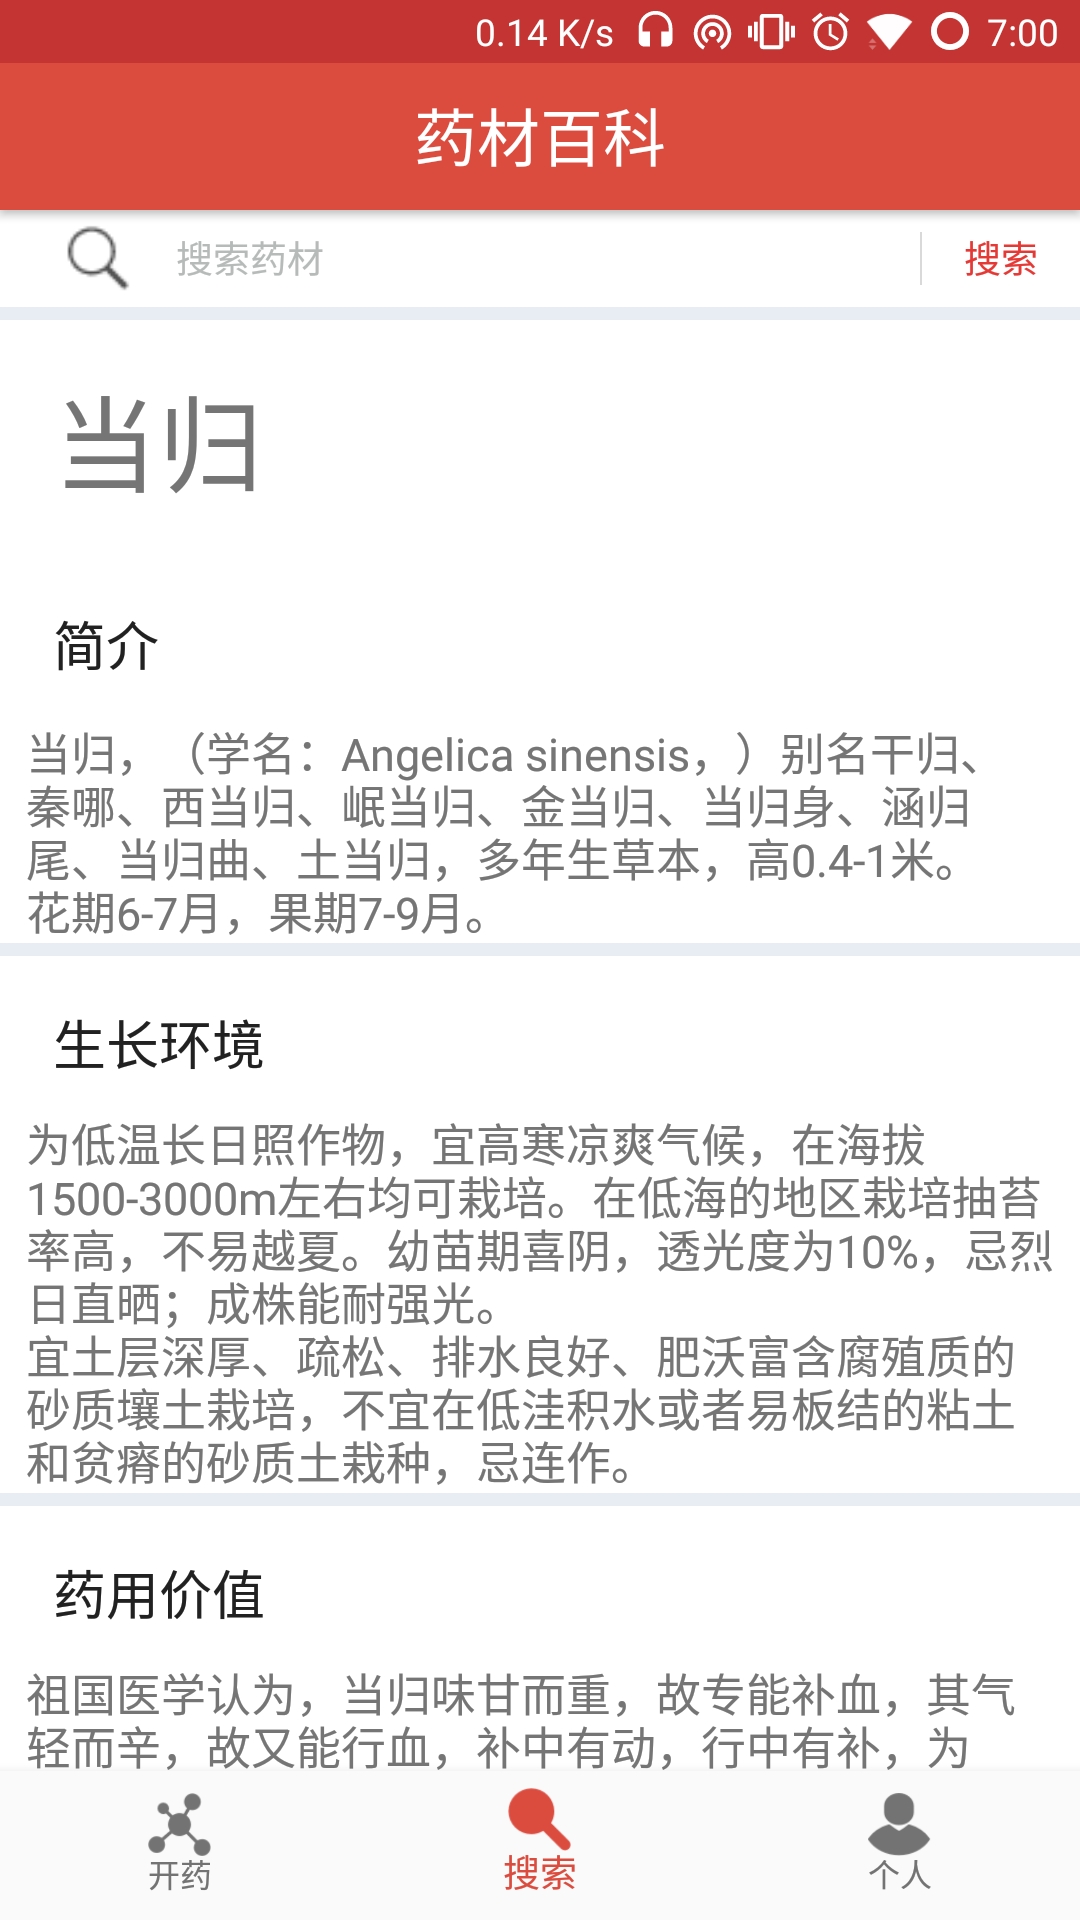 0.14 K/s 7:00
药材百科
搜索药材 搜索
当归
简介
当归，（学名：Angelica sinensis，）别名干归、
秦哪、西当归、岷当归、金当归、当归身、涵归
尾、当归曲、土当归，多年生草本，高0.4-1米。
花期6-7月，果期7-9月。
生长环境
为低温长日照作物，宜高寒凉爽气候，在海拔
1500-3000m左右均可栽培。在低海的地区栽培抽苔
率高，不易越夏。幼苗期喜阴，透光度为10%，忌烈
日直晒；成株能耐强光。
宜土层深厚、疏松、排水良好、肥沃富含腐殖质的
砂质壤土栽培，不宜在低洼积水或者易板结的粘土
和贫瘠的砂质土栽种，忌连作。
药用价值
祖国医学认为，当归味甘而重，故专能补血，其气
轻而辛，故又能行血，补中有动，行中有补，为
开药 搜索 个人